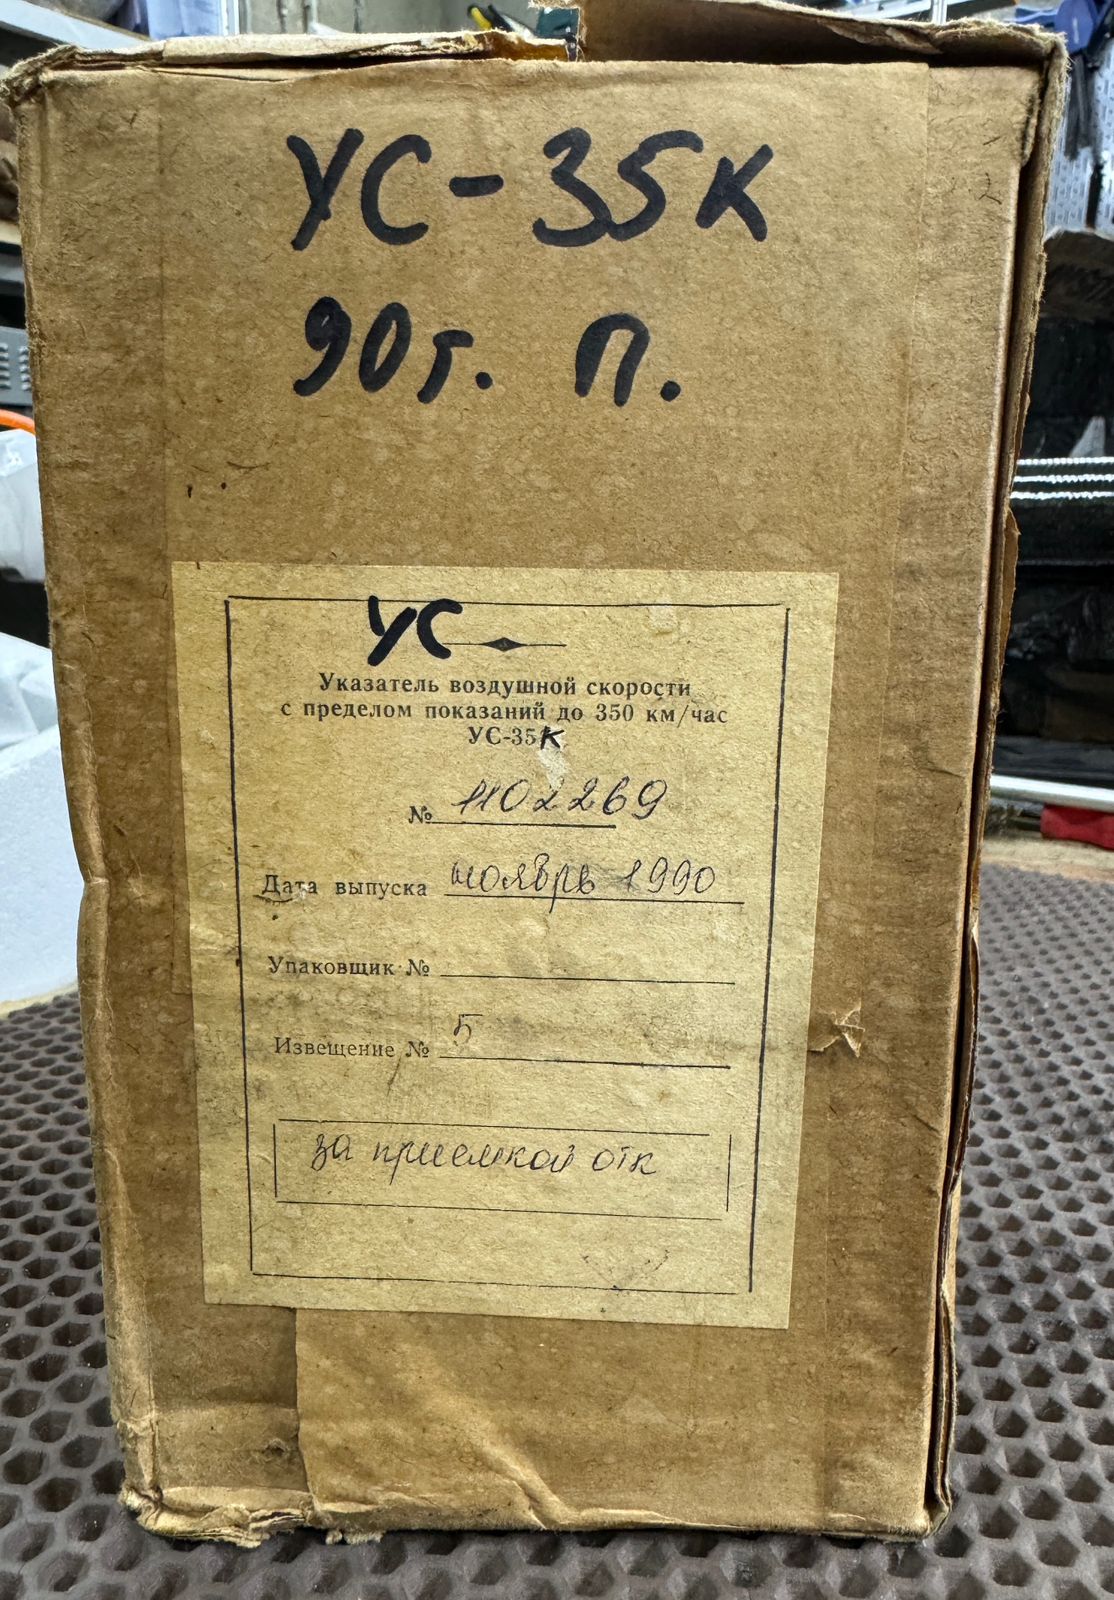 УС-35К
90г. П.
УС
Указатель воздушной скорости
с пределом показаний до 350 км/час
УС-35К
№ 1102269
Дата выпуска ноябрь 1990
Упаковщик №
Извещение № 5
за приемкой отк